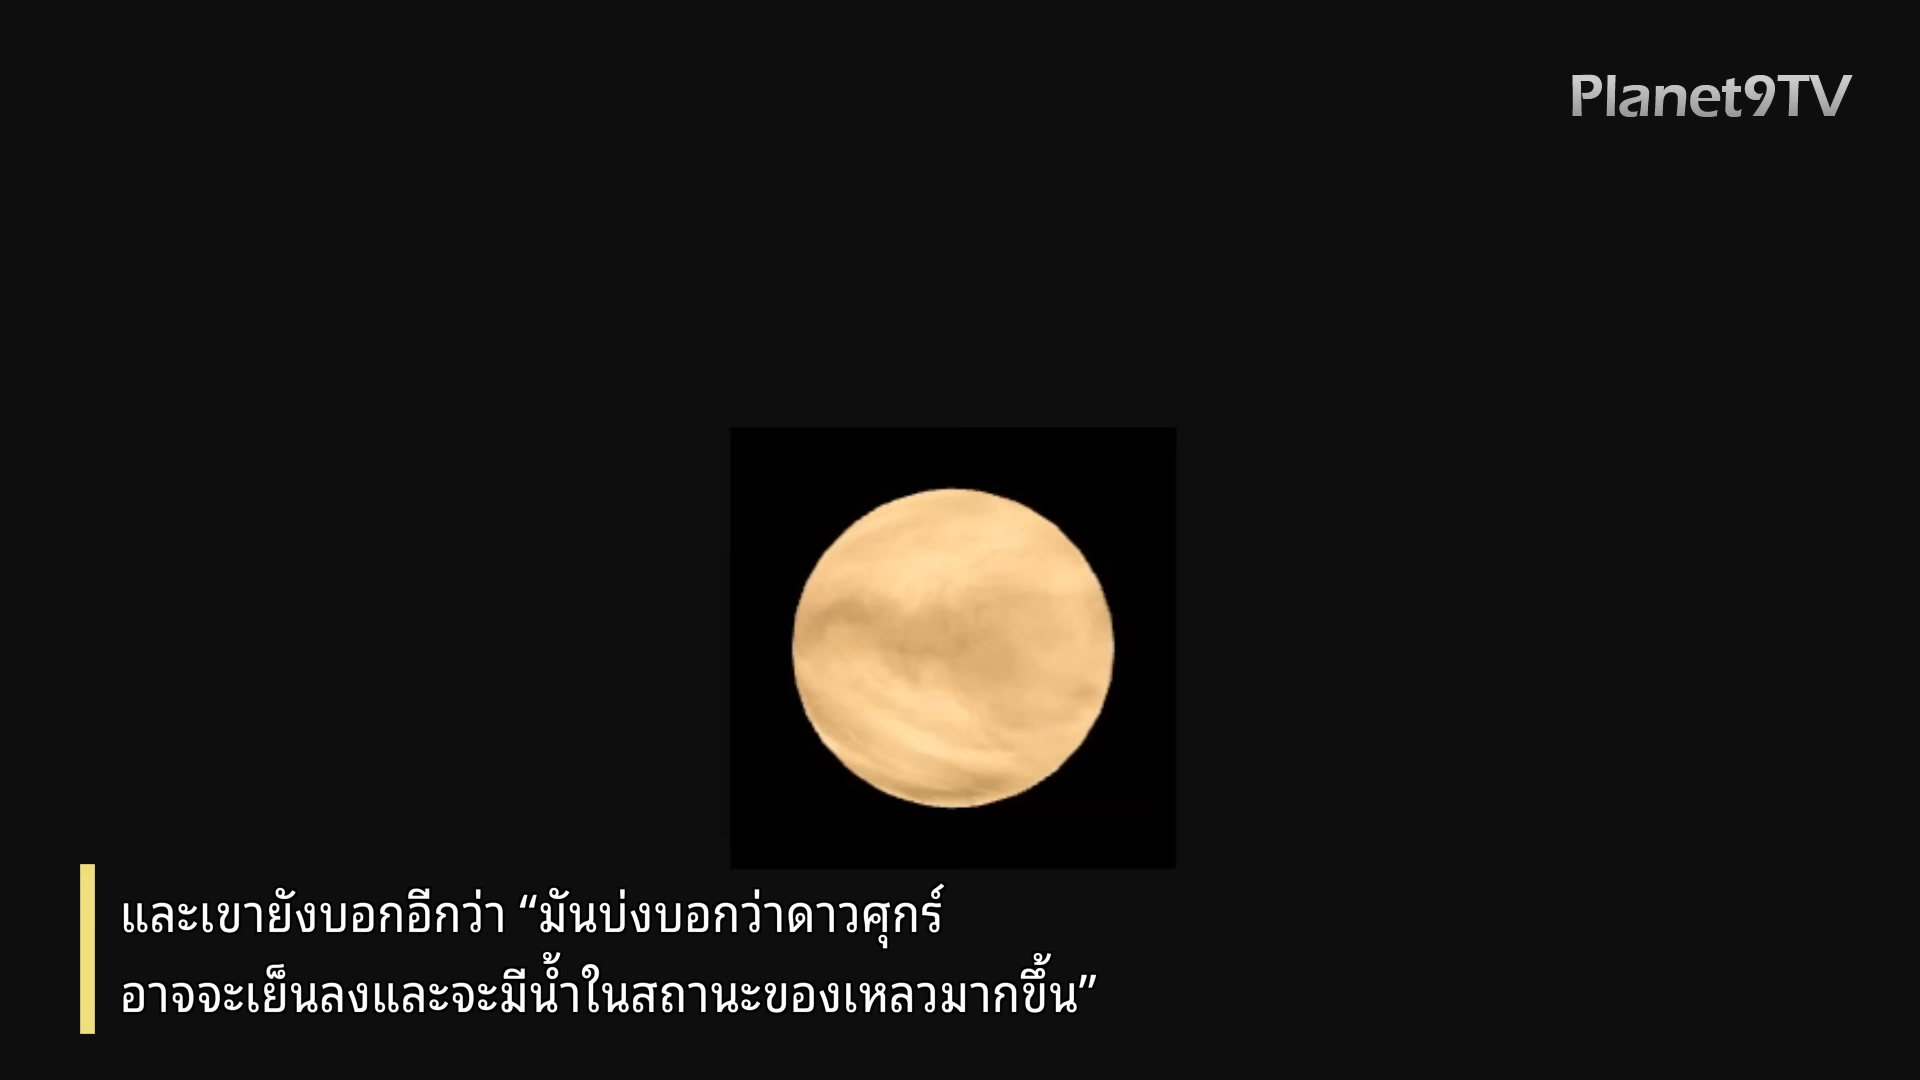 Planet9TV
และเขายังบอกอีกว่า “มันบ่งบอกว่าดาวศุกร์
อาจจะเย็นลงและจะมีน้ำในสถานะของเหลวมากขึ้น”